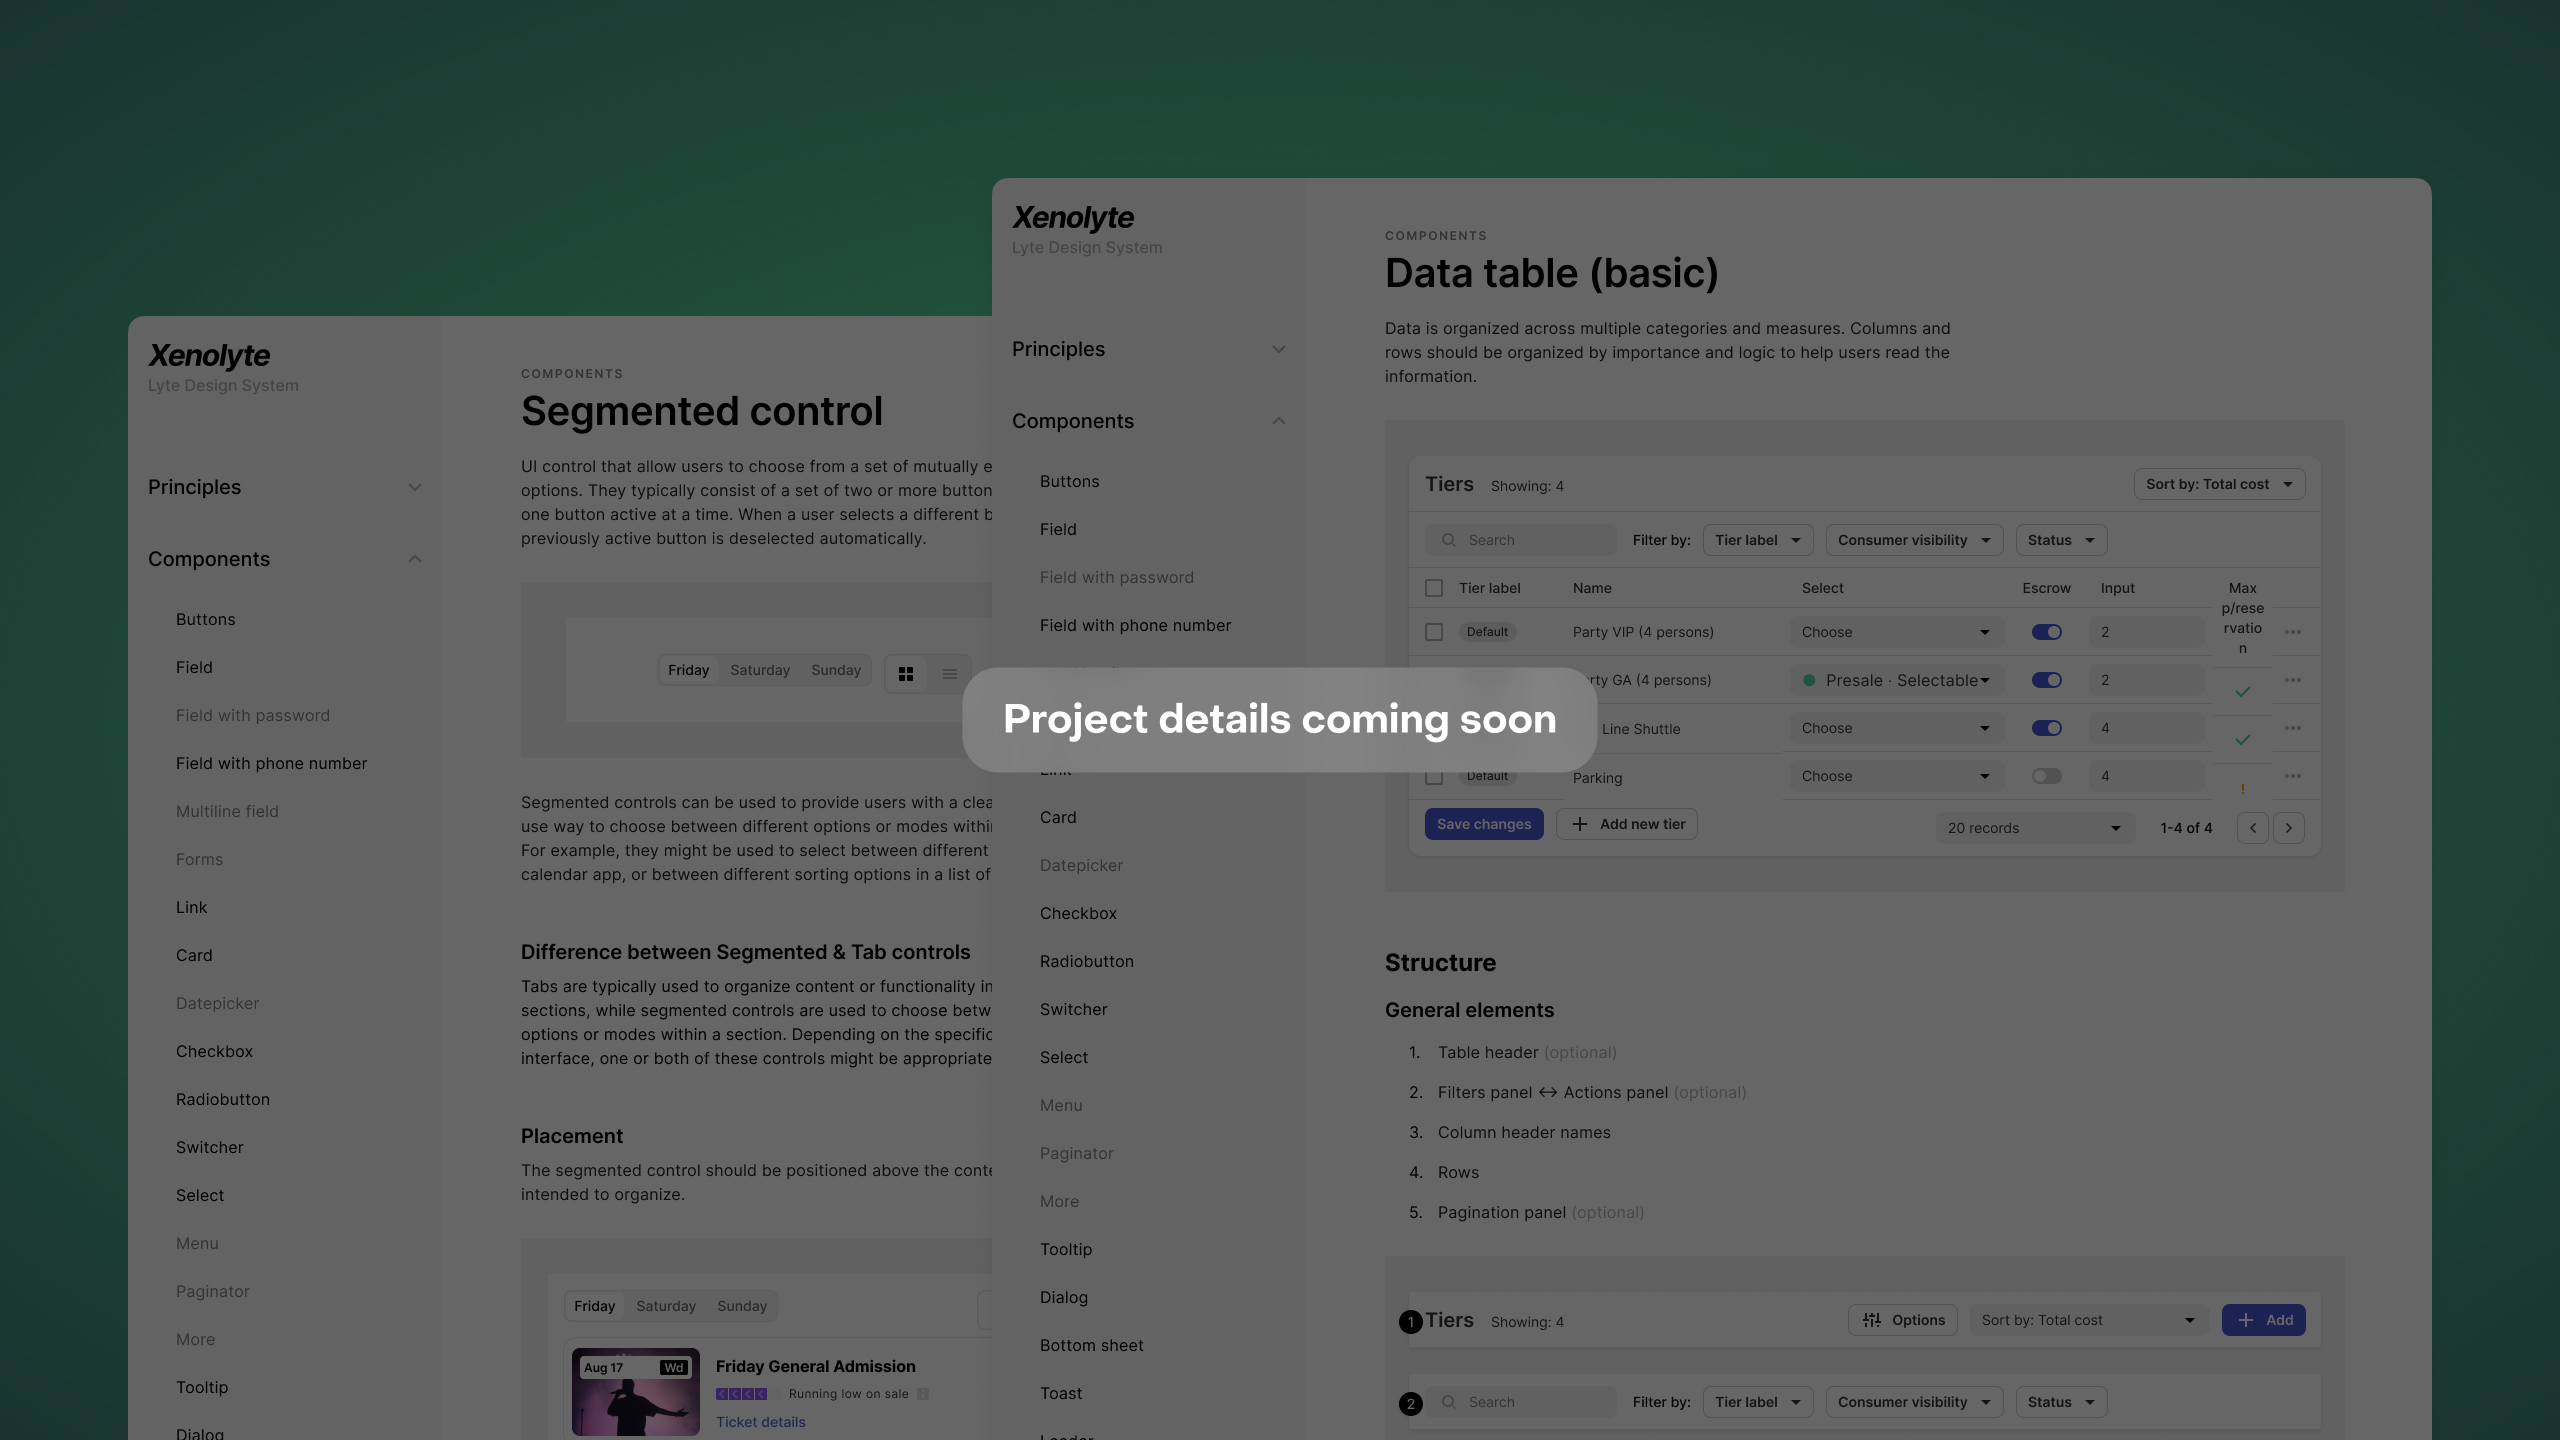 Xenolyte
Lyte Design System
Principles
Components
Buttons
Field
Field with password
Field with phone number
Multiline field
Forms
Link
Card
Datepicker
Checkbox
Radiobutton
Switcher
Select
Menu
Paginator
More
Tooltip
Dialog
COMPONENTS
Segmented control
UI control that allow users to choose from a set of mutually
options. They typically consist of a set of two or more button
one button active at a time. When a user selects a different
previously active button is deselected automatically.
Friday Saturday Sunday
Segmented controls can be used to provide users with a
use way to choose between different options or modes
For example, they might be used to select between different
calendar app, or between different sorting options in a list of
Difference between Segmented & Tab controls
Tabs are typically used to organize content or functionality
sections, while segmented controls are used to choose
options or modes within a section. Depending on the
interface, one or both of these controls might be appropriate
Placement
The segmented control should be positioned above the
intended to organize.
Friday Saturday Sunday
Aug 17 Wd
Friday General Admission
Running low on sale
Ticket details
Xenolyte
Lyte Design System
Principles
Components
Buttons
Field
Field with password
Field with phone number
Project details coming soon
Link
Card
Datepicker
Checkbox
Radiobutton
Switcher
Select
Menu
Paginator
More
Tooltip
Dialog
Bottom sheet
Toast
COMPONENTS
Data table (basic)
Data is organized across multiple categories and measures. Columns and
rows should be organized by importance and logic to help users read the
information.
Tiers Showing: 4 Sort by: Total cost
Search Filter by: Tier label Consumer visibility Status
Tier label Name Select Escrow Input Max
p/rese
rvatio
n
Default Party VIP (4 persons) Choose 2
GA (4 persons) Presale · Selectable 2
Line Shuttle Choose 4
Default Parking Choose 4 !
Save changes Add new tier 20 records 1-4 of 4
Structure
General elements
1. Table header (optional)
2. Filters panel ↔ Actions panel (optional)
3. Column header names
4. Rows
5. Pagination panel (optional)
1 Tiers Showing: 4 Options Sort by: Total cost Add
2 Search Filter by: Tier label Consumer visibility Status